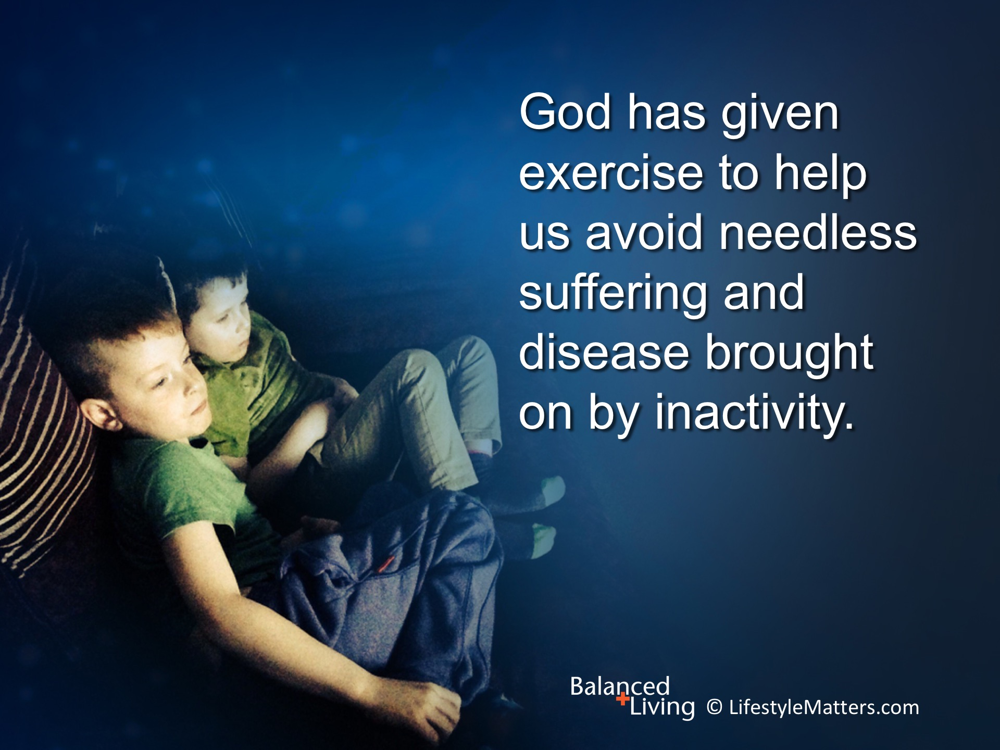 God has given
exercise to help
us avoid needless
suffering and
disease brought
on by inactivity.
Balanced
Living © LifestyleMatters.com